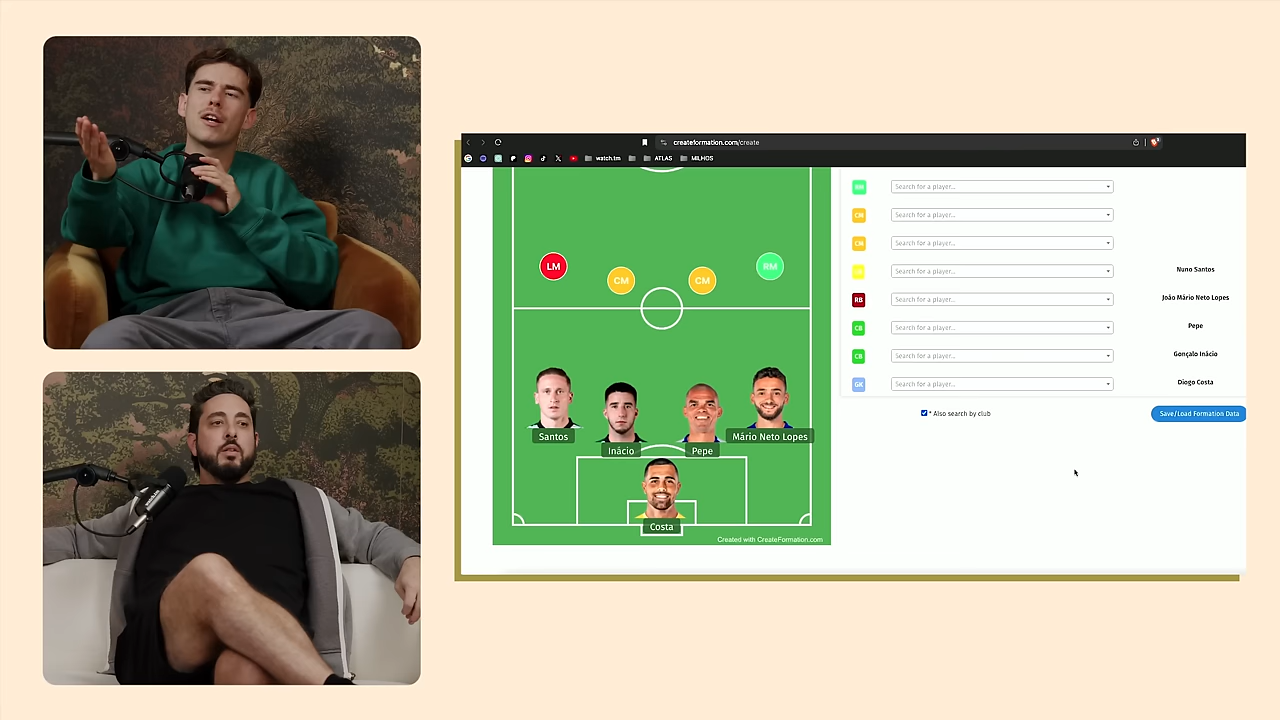 createformation.com/create
watch.tm
ATLAS
MILHOS
LM
CM
CM
RM
Santos
Inácio
Pepe
Mário Neto Lopes
Costa
Created with CreateFormation.com
RM
Search for a player...
CM
Search for a player...
CM
Search for a player...
Search for a player...
Nuno Santos
RB
Search for a player...
João Mário Neto Lopes
CB
Search for a player...
Pepe
CB
Search for a player...
Gonçalo Inácio
GK
Search for a player...
Diogo Costa
* Also search by club
Save/Load Formation Data